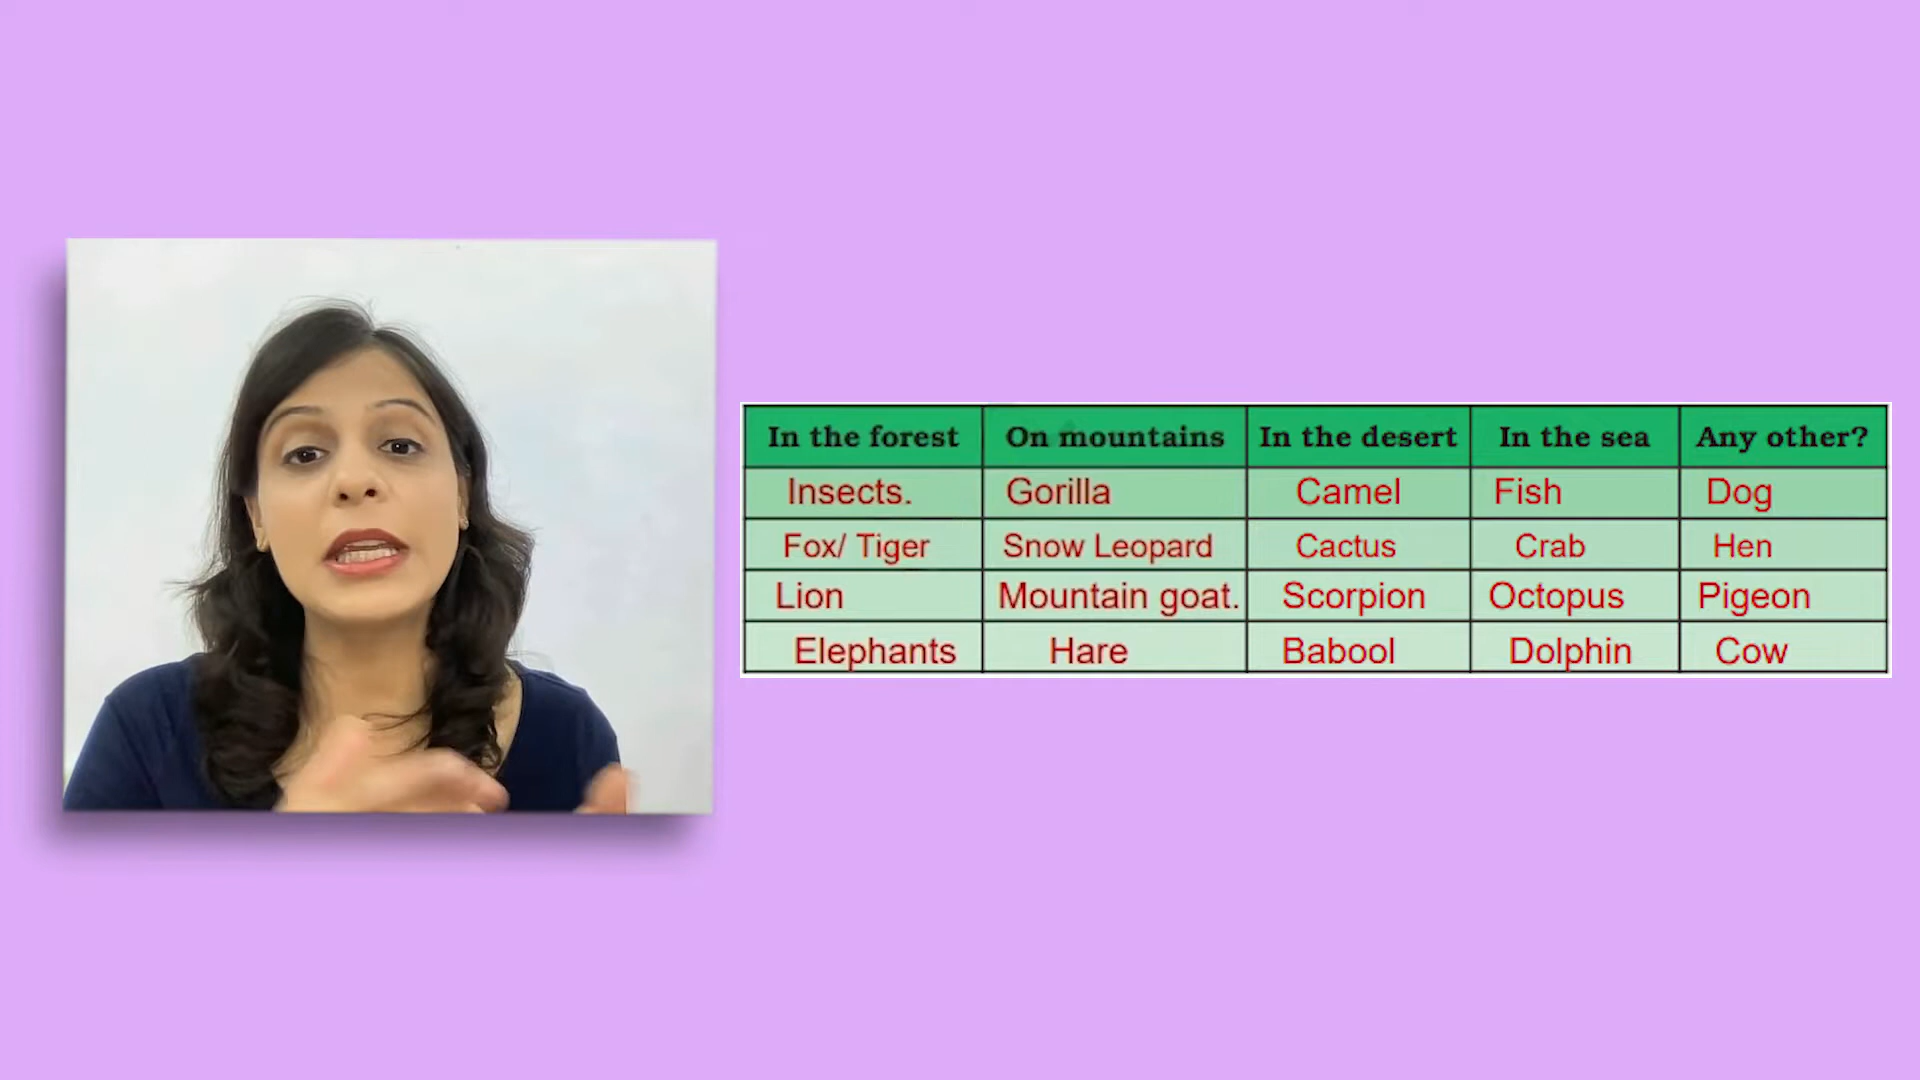 In the forest On mountains In the desert In the sea Any other?
Insects. Gorilla Camel Fish Dog
Fox/ Tiger Snow Leopard Cactus Crab Hen
Lion Mountain goat. Scorpion Octopus Pigeon
Elephants Hare Babool Dolphin Cow